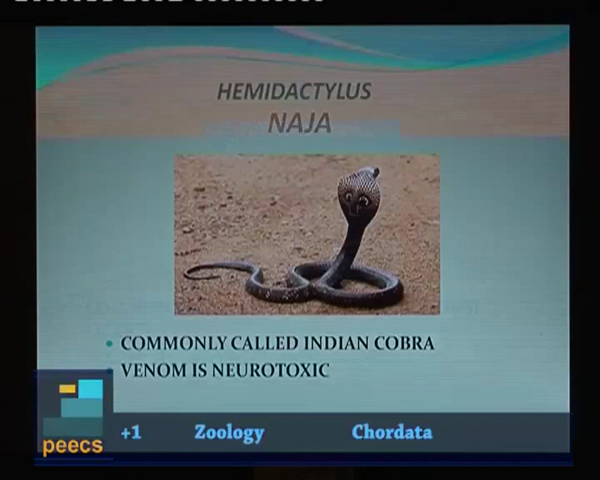 HEMIDACTYLUS
NAJA
COMMONLY CALLED INDIAN COBRA
VENOM IS NEUROTOXIC
peecs
+1 Zoology Chordata